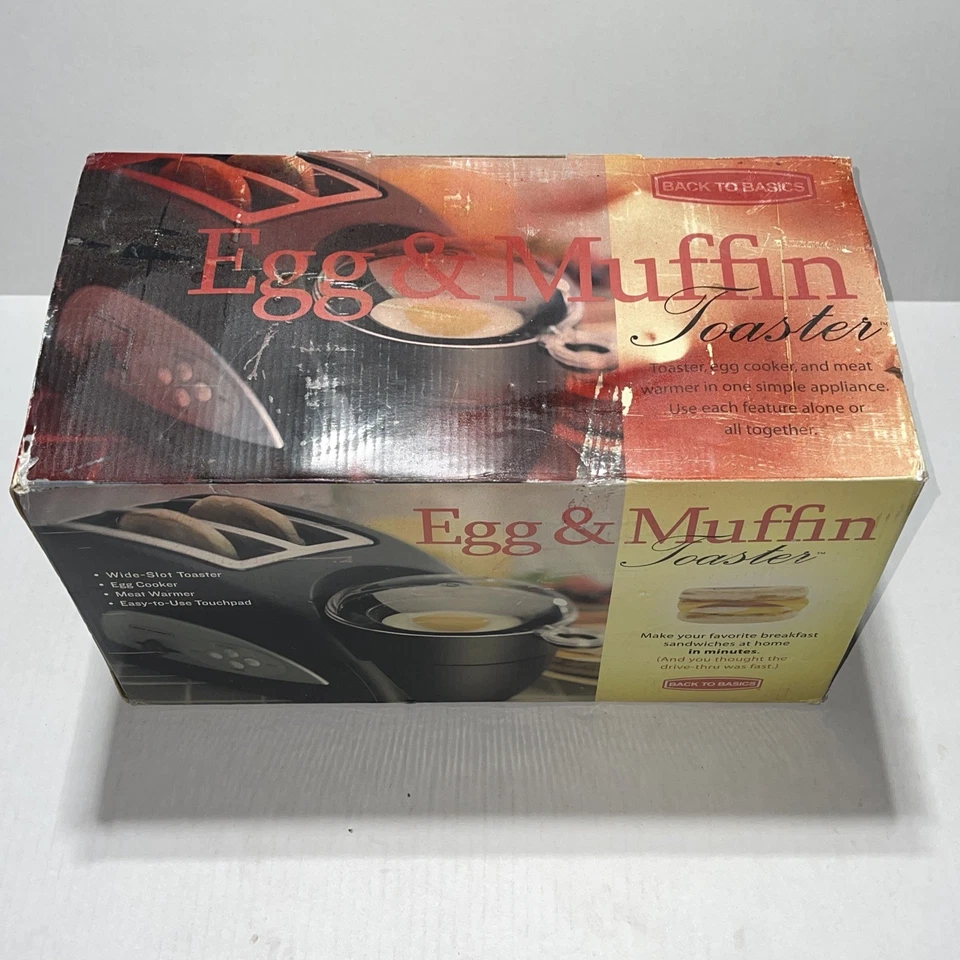 BACK TO BASICS
Egg & Muffin
Toaster™
Toaster, egg cooker, and meat
warmer in one simple appliance.
Use each feature alone or
all together.
Egg & Muffin
Toaster™
• Wide-Slot Toaster
• Egg Cooker
• Meat Warmer
• Easy-to-Use Touchpad
Make your favorite breakfast
sandwiches at home
in minutes.
(And you thought the
drive-thru was fast.)
BACK TO BASICS